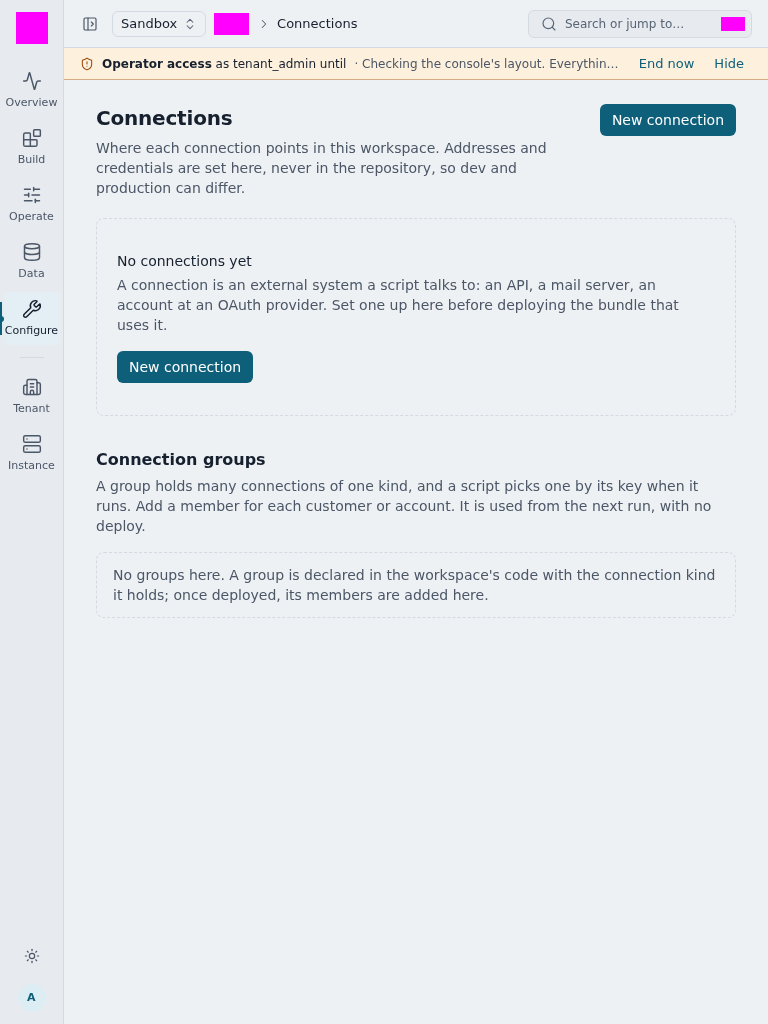 Sandbox
Connections
Search or jump to…
Operator access as tenant_admin until · Checking the console's layout. Everythin…
End now
Hide
Overview
Build
Operate
Data
Configure
Tenant
Instance
A
Connections
New connection
Where each connection points in this workspace. Addresses and
credentials are set here, never in the repository, so dev and
production can differ.
No connections yet
A connection is an external system a script talks to: an API, a mail server, an
account at an OAuth provider. Set one up here before deploying the bundle that
uses it.
New connection
Connection groups
A group holds many connections of one kind, and a script picks one by its key when it
runs. Add a member for each customer or account. It is used from the next run, with no
deploy.
No groups here. A group is declared in the workspace's code with the connection kind
it holds; once deployed, its members are added here.